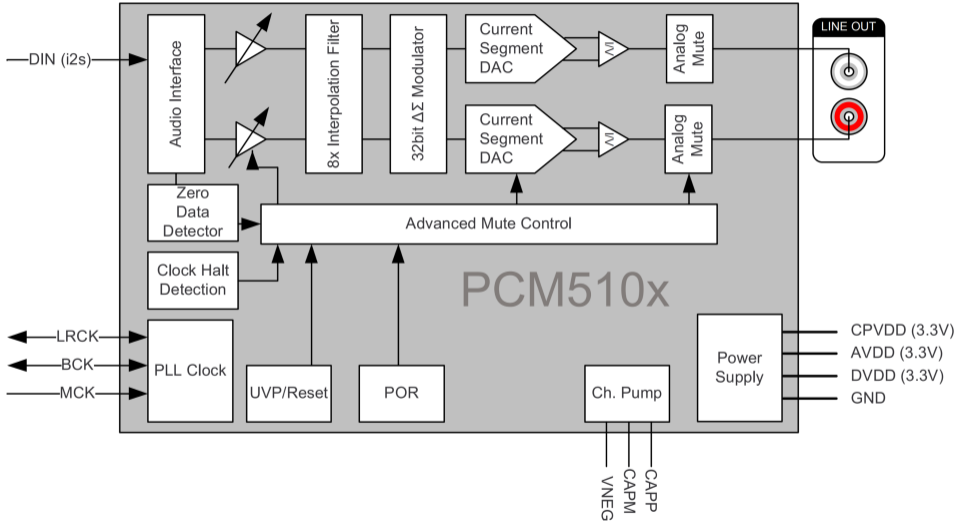 DIN (i2s)
Audio Interface
8x Interpolation Filter
32bit ΔΣ Modulator
Current
Segment
DAC
Analog
Mute
LINE OUT
Current
Segment
DAC
Analog
Mute
Zero
Data
Detector
Advanced Mute Control
Clock Halt
Detection
PCM510x
LRCK
BCK
MCK
PLL Clock
UVP/Reset
POR
Ch. Pump
Power
Supply
CPVDD (3.3V)
AVDD (3.3V)
DVDD (3.3V)
GND
VNEG
CAPM
CAPP